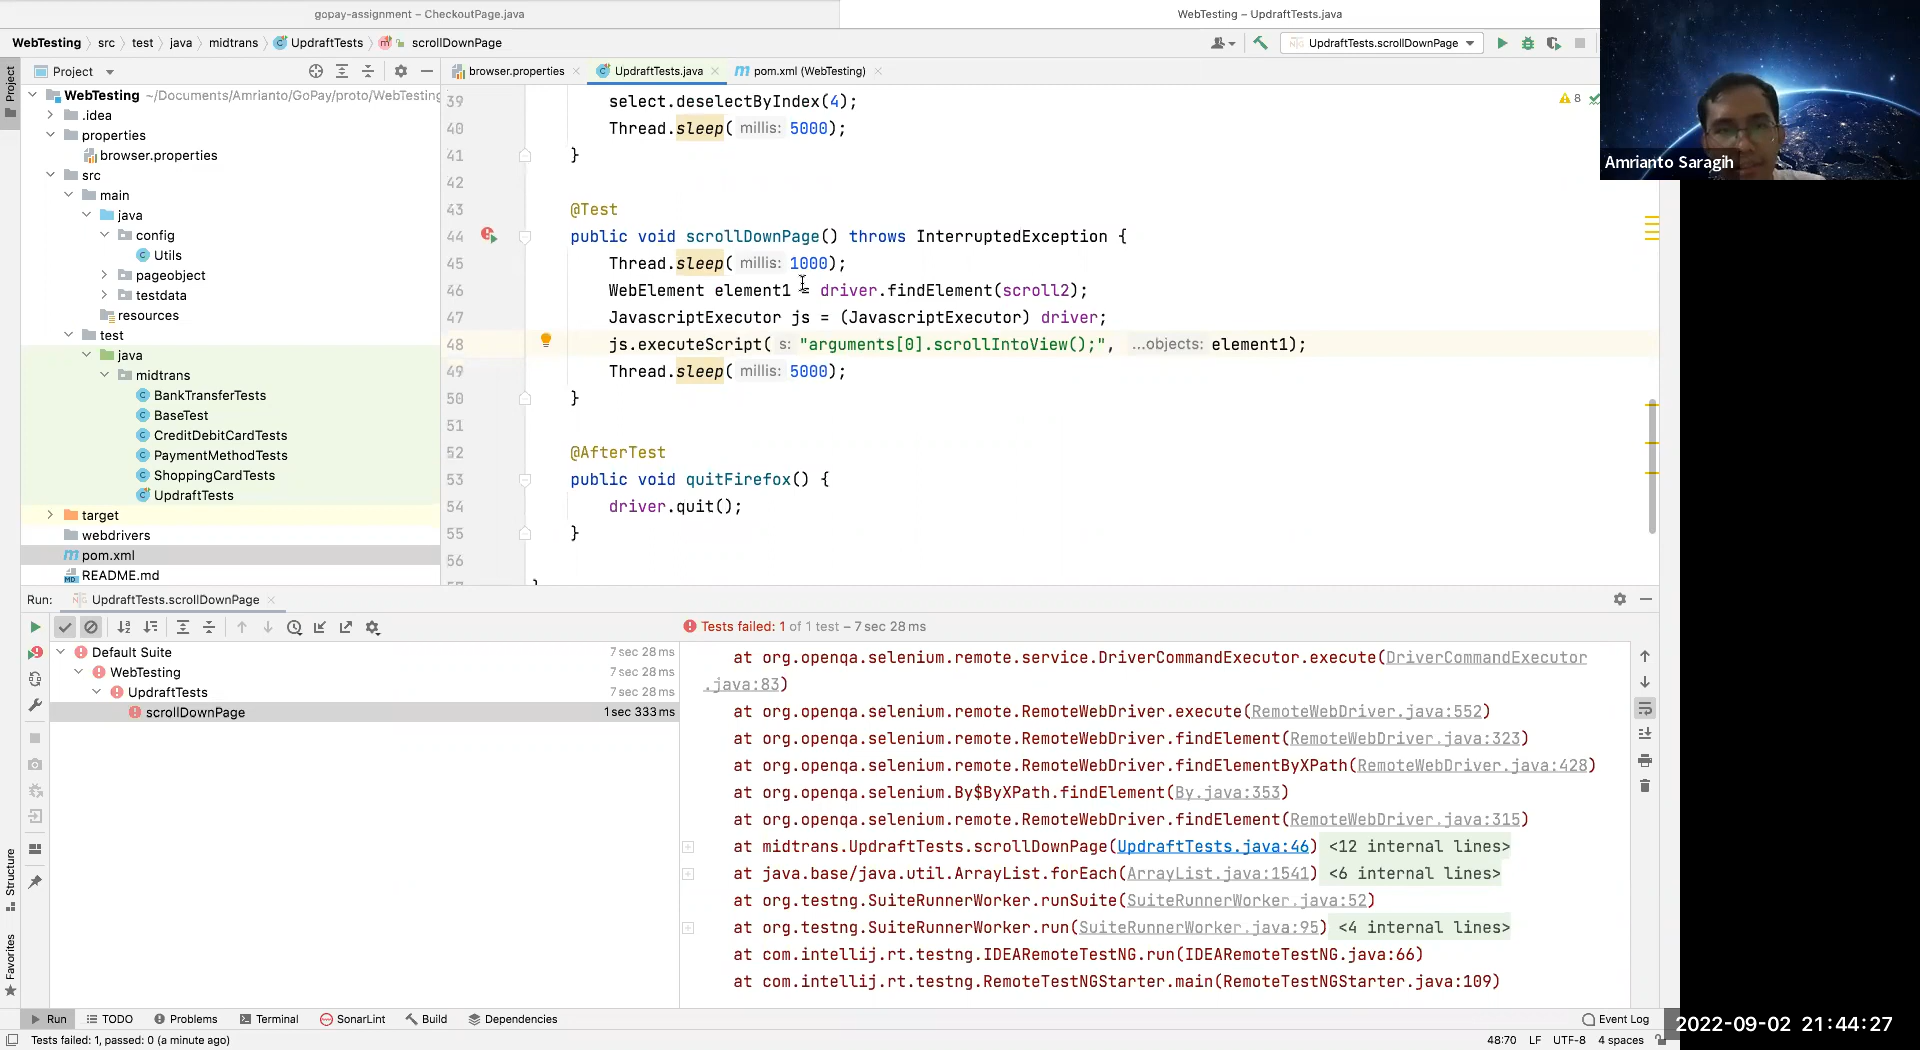 gopay-assignment – CheckoutPage.java
WebTesting – UpdraftTests.java
WebTesting › src › test › java › midtrans › UpdraftTests › scrollDownPage
UpdraftTests.scrollDownPage
Project
browser.properties
UpdraftTests.java
pom.xml (WebTesting)
Project
WebTesting ~/Documents/Amrianto/GoPay/proto/WebTesting
.idea
properties
browser.properties
src
main
java
config
Utils
pageobject
testdata
resources
test
java
midtrans
BankTransferTests
BaseTest
CreditDebitCardTests
PaymentMethodTests
ShoppingCardTests
UpdraftTests
target
webdrivers
pom.xml
README.md
8
39 select.deselectByIndex(4);
40 Thread.sleep( millis: 5000);
41 }
42
43 @Test
44 public void scrollDownPage() throws InterruptedException {
45 Thread.sleep( millis: 1000);
46 WebElement element1 = driver.findElement(scroll2);
47 JavascriptExecutor js = (JavascriptExecutor) driver;
48 js.executeScript( s: "arguments[0].scrollIntoView();", ...objects: element1);
49 Thread.sleep( millis: 5000);
50 }
51
52 @AfterTest
53 public void quitFirefox() {
54 driver.quit();
55 }
56
Amrianto Saragih
Run: UpdraftTests.scrollDownPage
Tests failed: 1 of 1 test – 7 sec 28 ms
Default Suite 7 sec 28 ms
WebTesting 7 sec 28 ms
UpdraftTests 7 sec 28 ms
scrollDownPage 1 sec 333 ms
at org.openqa.selenium.remote.service.DriverCommandExecutor.execute(DriverCommandExecutor
.java:83)
at org.openqa.selenium.remote.RemoteWebDriver.execute(RemoteWebDriver.java:552)
at org.openqa.selenium.remote.RemoteWebDriver.findElement(RemoteWebDriver.java:323)
at org.openqa.selenium.remote.RemoteWebDriver.findElementByXPath(RemoteWebDriver.java:428)
at org.openqa.selenium.By$ByXPath.findElement(By.java:353)
at org.openqa.selenium.remote.RemoteWebDriver.findElement(RemoteWebDriver.java:315)
at midtrans.UpdraftTests.scrollDownPage(UpdraftTests.java:46) <12 internal lines>
at java.base/java.util.ArrayList.forEach(ArrayList.java:1541) <6 internal lines>
at org.testng.SuiteRunnerWorker.runSuite(SuiteRunnerWorker.java:52)
at org.testng.SuiteRunnerWorker.run(SuiteRunnerWorker.java:95) <4 internal lines>
at com.intellij.rt.testng.IDEARemoteTestNG.run(IDEARemoteTestNG.java:66)
at com.intellij.rt.testng.RemoteTestNGStarter.main(RemoteTestNGStarter.java:109)
Structure
Favorites
Run TODO Problems Terminal SonarLint Build Dependencies
Event Log
Tests failed: 1, passed: 0 (a minute ago)
48:70 LF UTF-8 4 spaces
2022-09-02 21:44:27